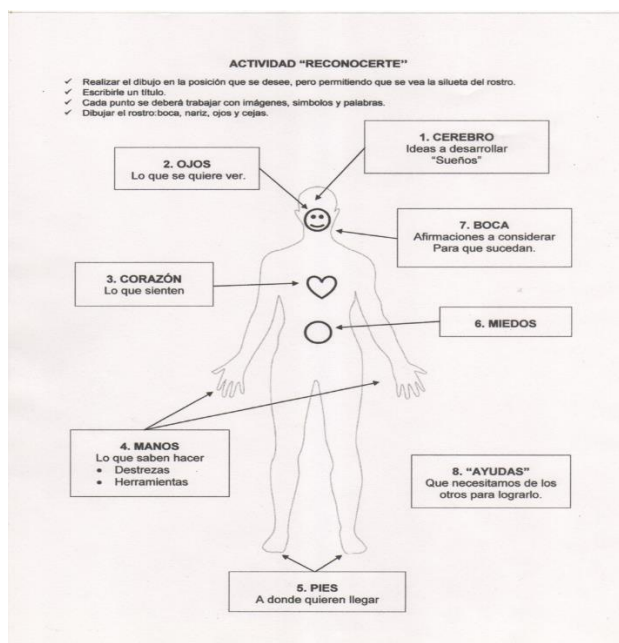 ACTIVIDAD “RECONOCERTE”
✓ Realizar el dibujo en la posición que se desee, pero permitiendo que se vea la silueta del rostro.
✓ Escribirle un título.
✓ Cada punto se deberá trabajar con imágenes, símbolos y palabras.
✓ Dibujar el rostro:boca, nariz, ojos y cejas.
1. CEREBRO
Ideas a desarrollar
“Sueños”
2. OJOS
Lo que se quiere ver.
7. BOCA
Afirmaciones a considerar
Para que sucedan.
3. CORAZÓN
Lo que sienten
6. MIEDOS
4. MANOS
Lo que saben hacer
• Destrezas
• Herramientas
8. “AYUDAS”
Que necesitamos de los
otros para lograrlo.
5. PIES
A donde quieren llegar